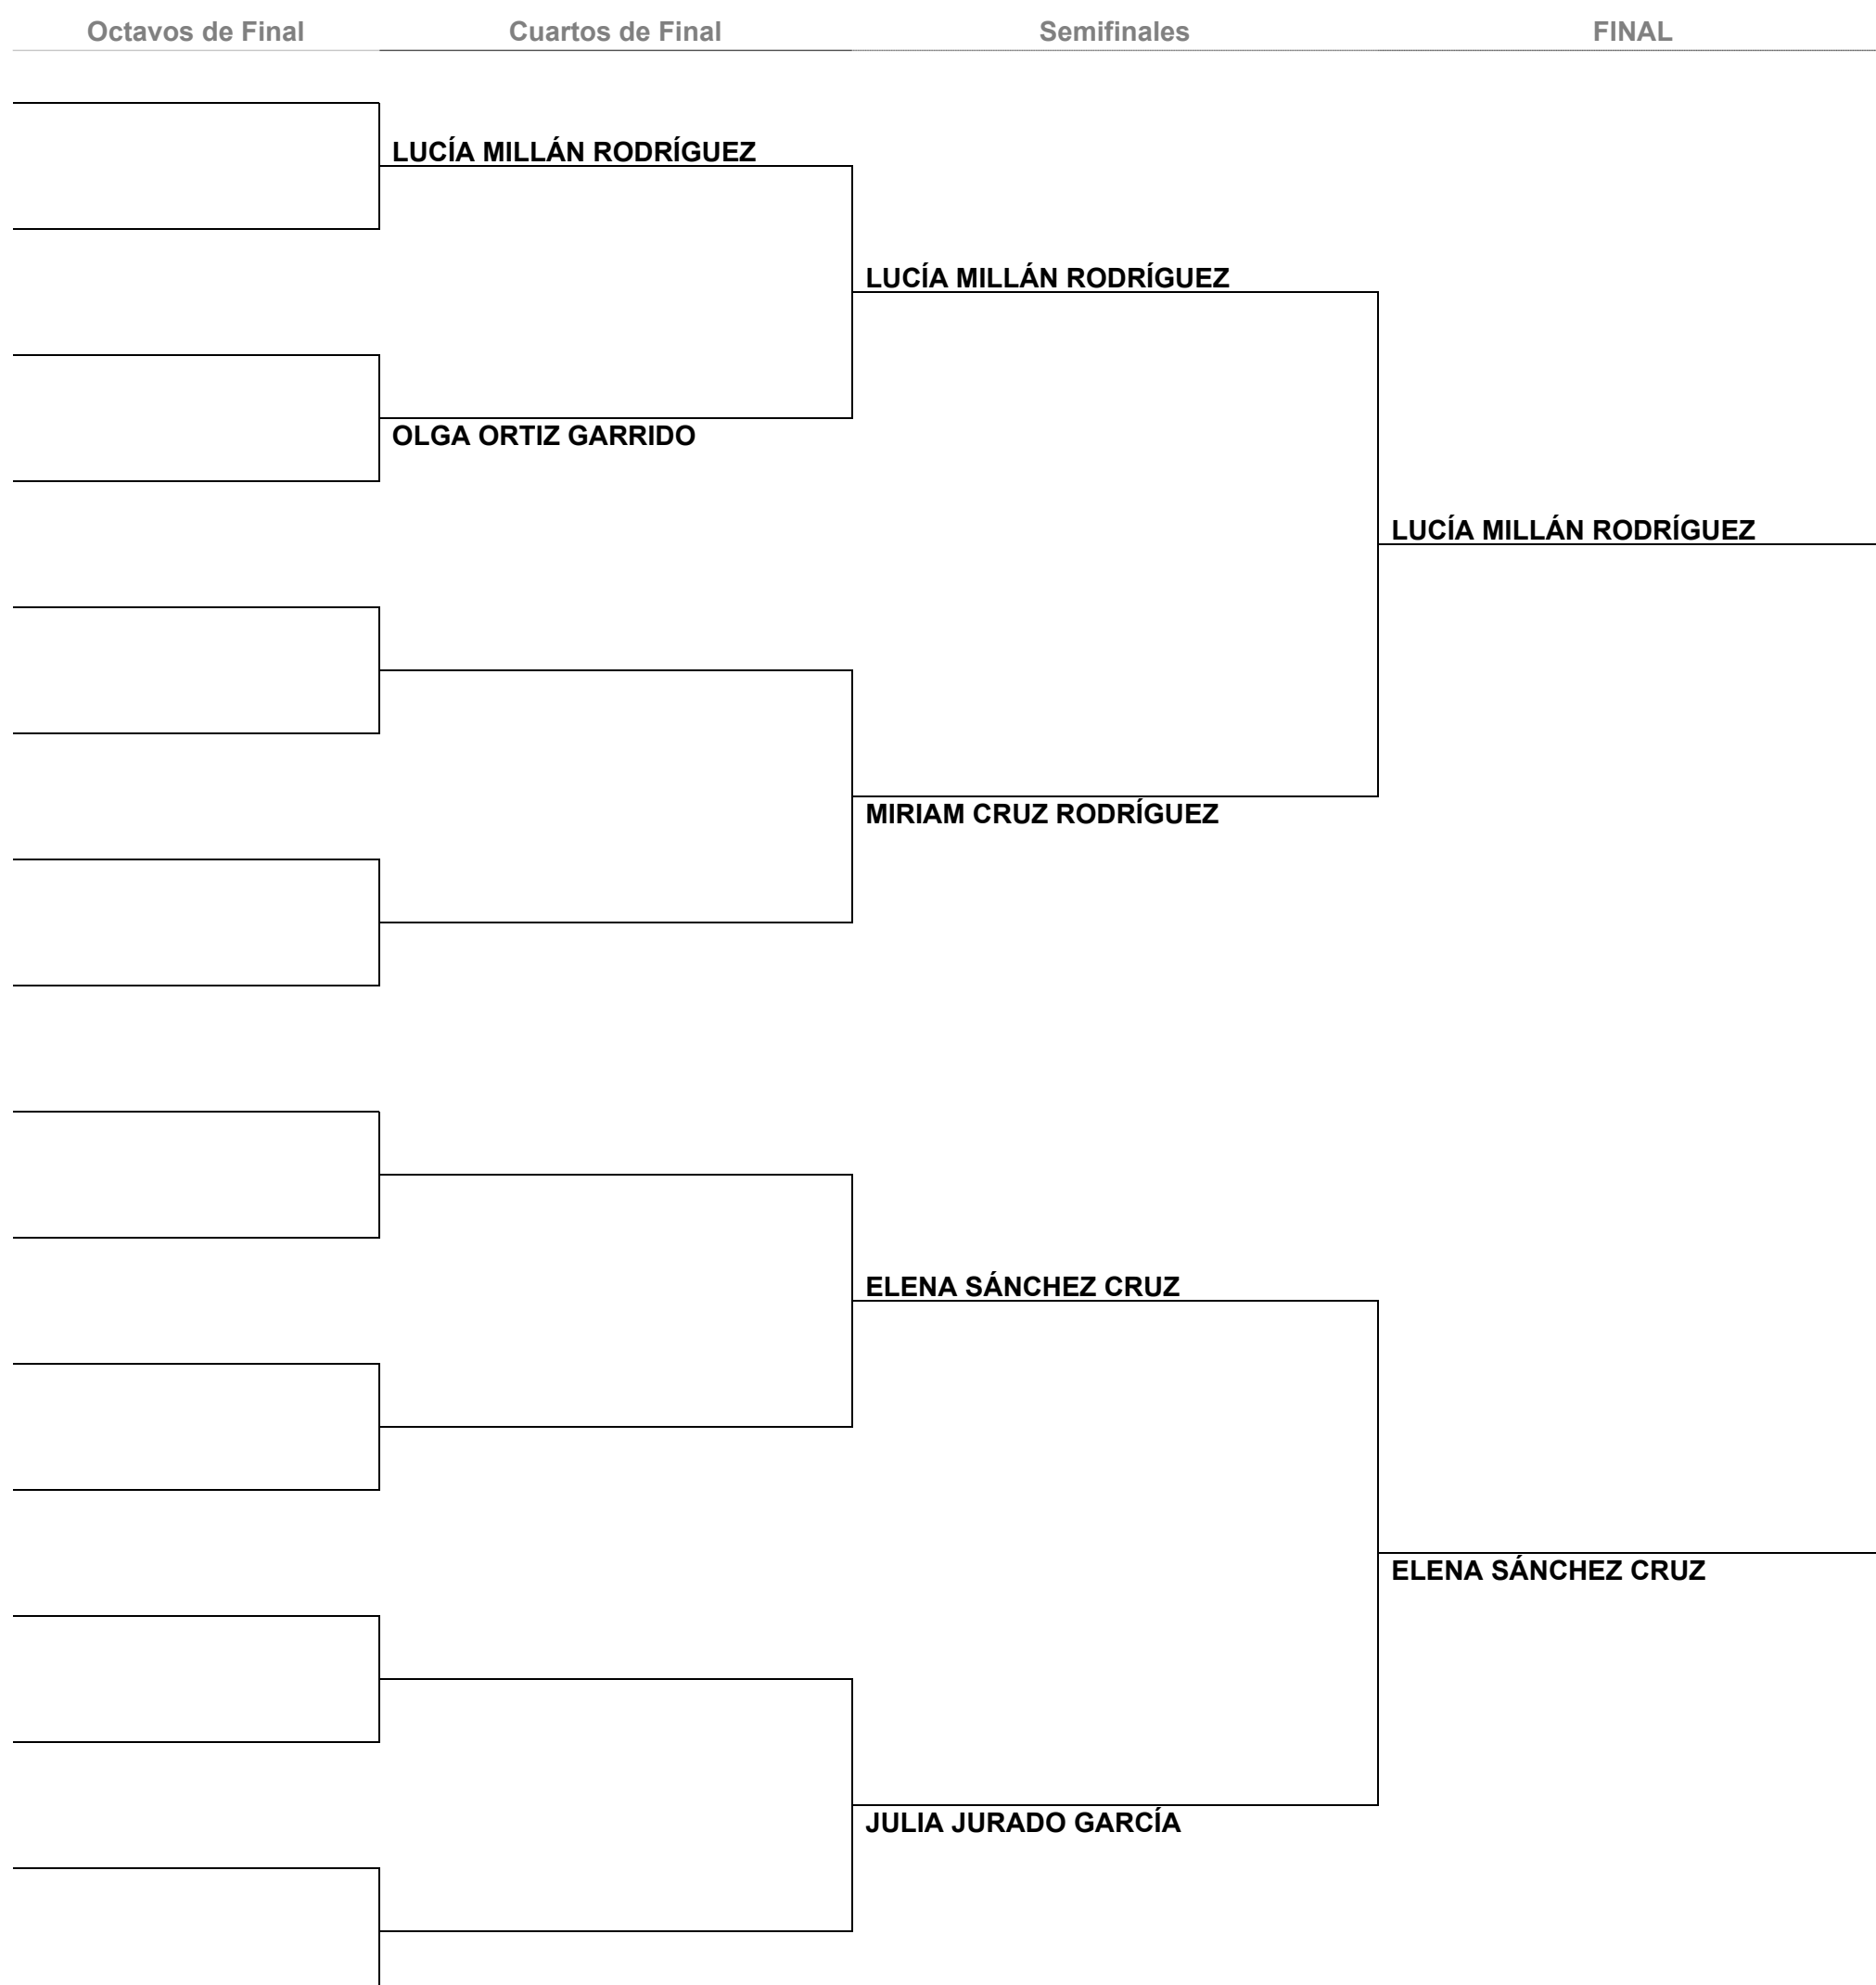 Octavos de Final Cuartos de Final Semifinales FINAL
LUCÍA MILLÁN RODRÍGUEZ
LUCÍA MILLÁN RODRÍGUEZ
OLGA ORTIZ GARRIDO
LUCÍA MILLÁN RODRÍGUEZ
MIRIAM CRUZ RODRÍGUEZ
ELENA SÁNCHEZ CRUZ
ELENA SÁNCHEZ CRUZ
JULIA JURADO GARCÍA